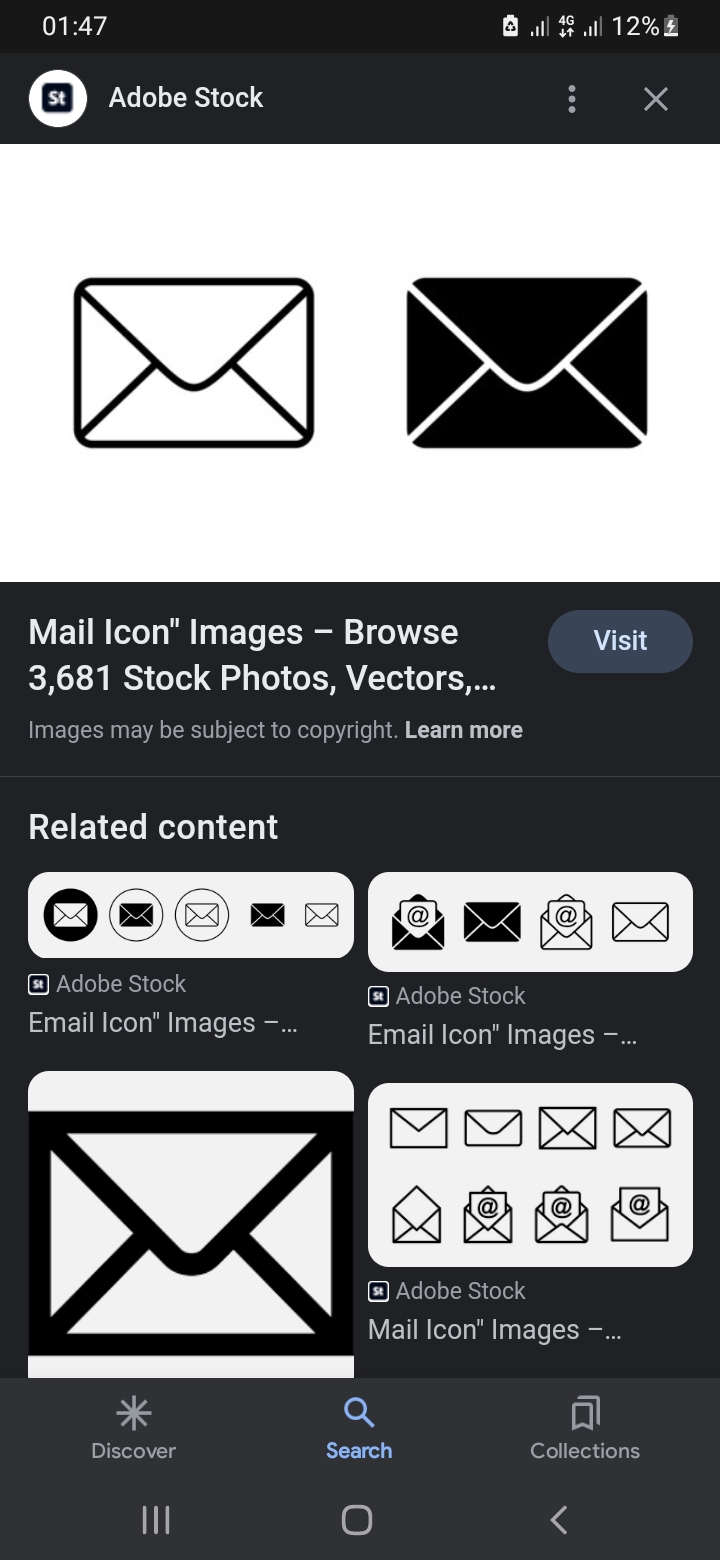 01:47
4G
12%
St
Adobe Stock
Mail Icon" Images – Browse
3,681 Stock Photos, Vectors,...
Visit
Images may be subject to copyright. Learn more
Related content
@ @
St Adobe Stock
Email Icon" Images –...
St Adobe Stock
Email Icon" Images –...
@ @ @
St Adobe Stock
Mail Icon" Images –...
Discover
Search
Collections